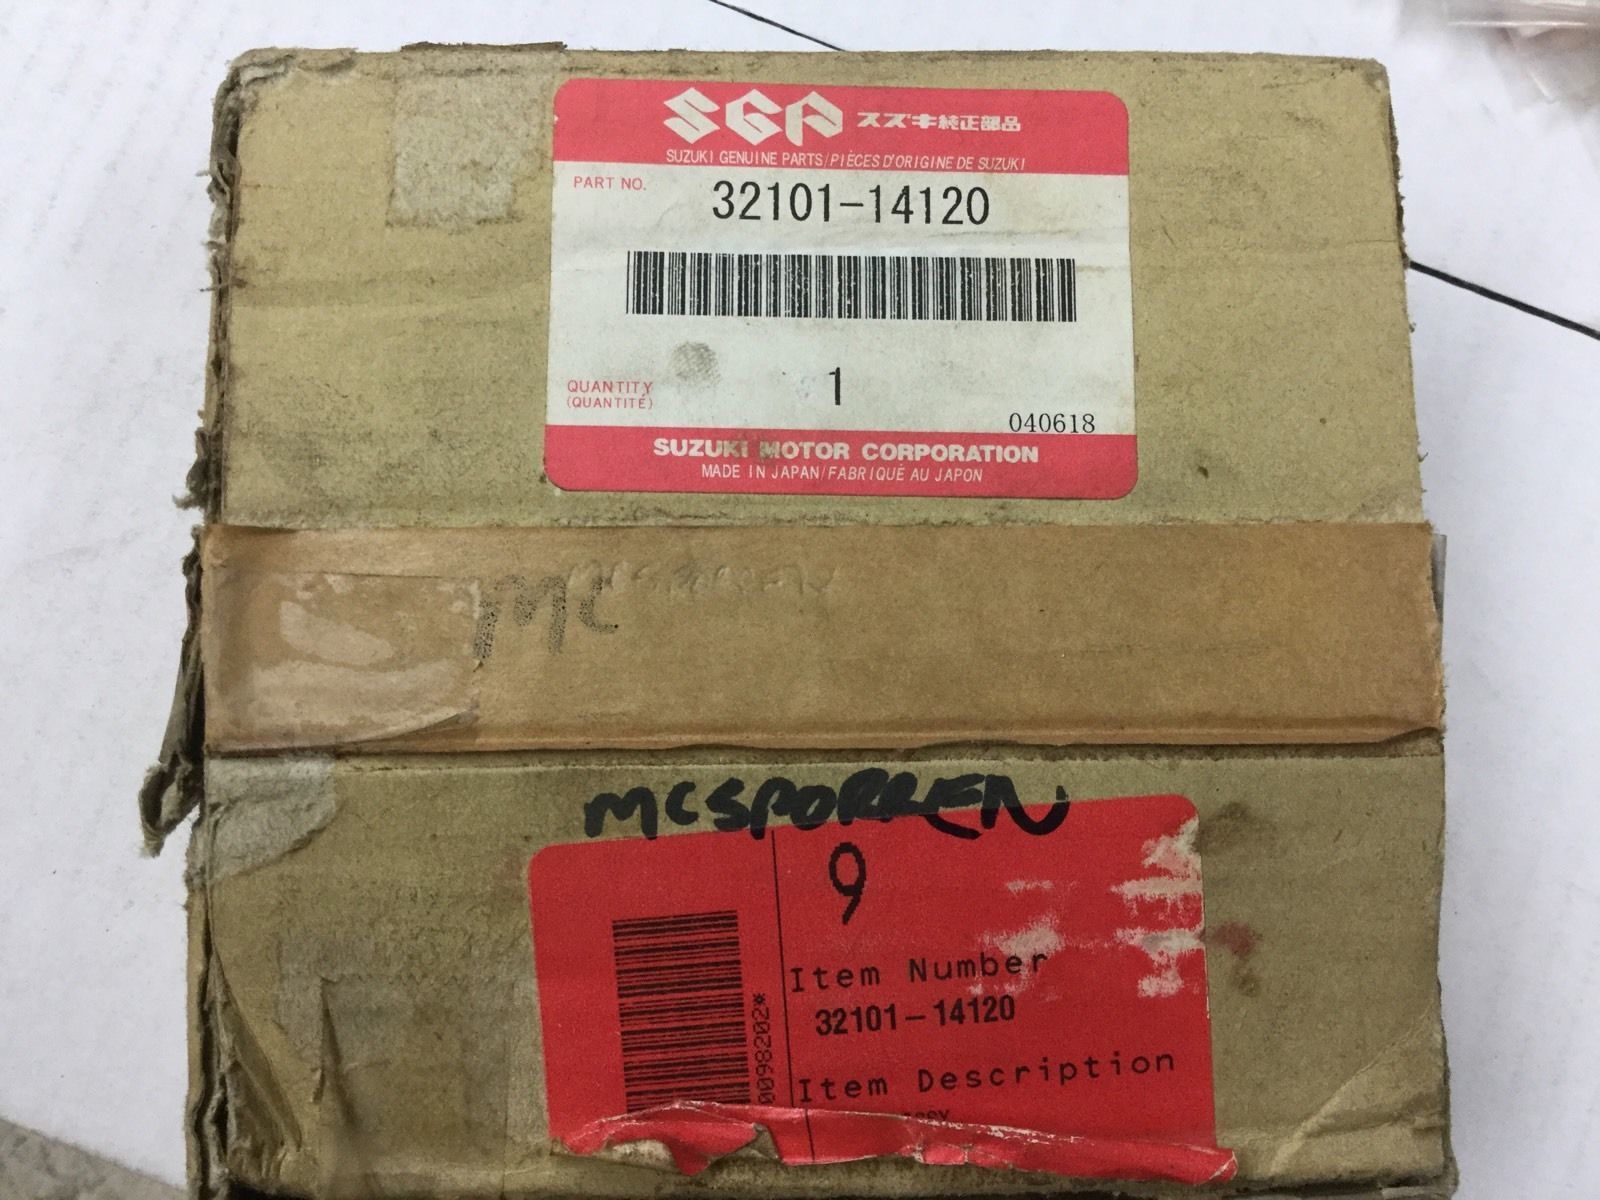 SGP スズキ純正部品
SUZUKI GENUINE PARTS/PIÈCES D'ORIGINE DE SUZUKI
PART NO. 32101-14120
QUANTITY 1
(QUANTITÉ)
040618
SUZUKI MOTOR CORPORATION
MADE IN JAPAN/FABRIQUÉ AU JAPON
MC MCSPORREN
MCSPORREN
9
Item Number
32101-14120
Item Description
0098202*